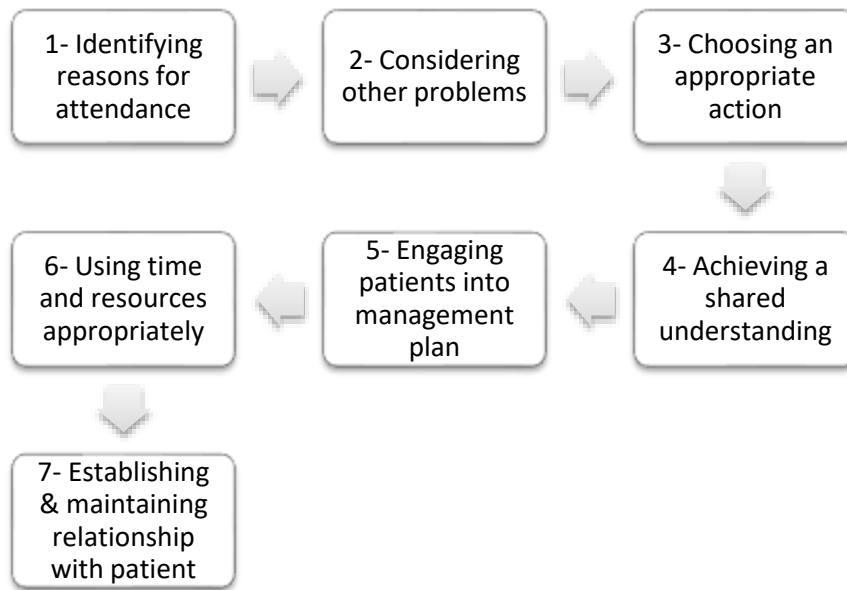 1- Identifying
reasons for
attendance
2- Considering
other problems
3- Choosing an
appropriate
action
4- Achieving a
shared
understanding
5- Engaging
patients into
management
plan
6- Using time
and resources
appropriately
7- Establishing
& maintaining
relationship
with patient